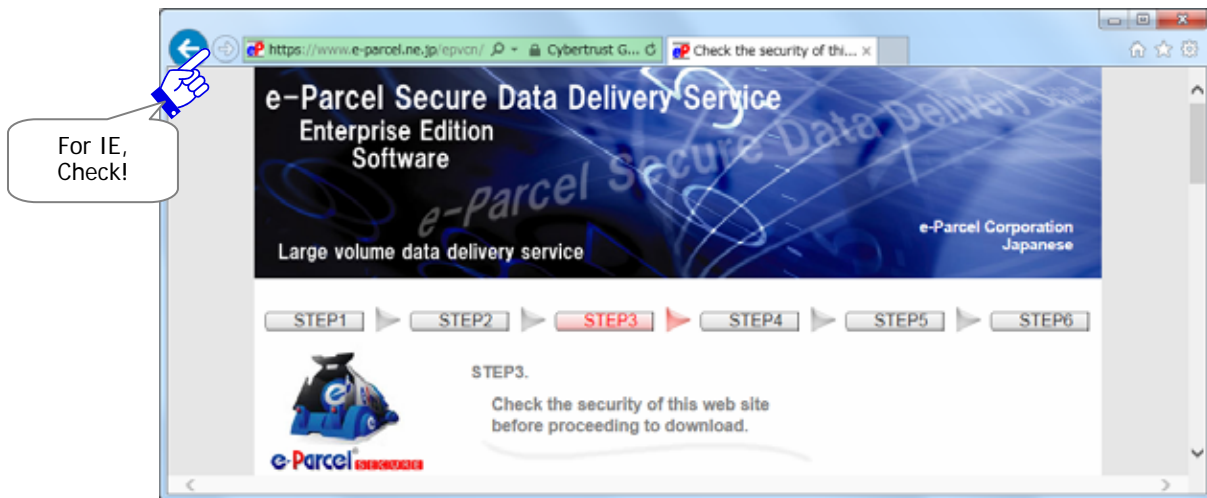 https://www.e-parcel.ne.jp/epvcn/
Cybertrust G...
Check the security of thi...
For IE,
Check!
e-Parcel Secure Data Delivery Service
Enterprise Edition
Software
e-Parcel Secure Data Delivery
Large volume data delivery service
e-Parcel Corporation
Japanese
STEP1
STEP2
STEP3
STEP4
STEP5
STEP6
STEP3.
Check the security of this web site
before proceeding to download.
e-Parcel SECURE